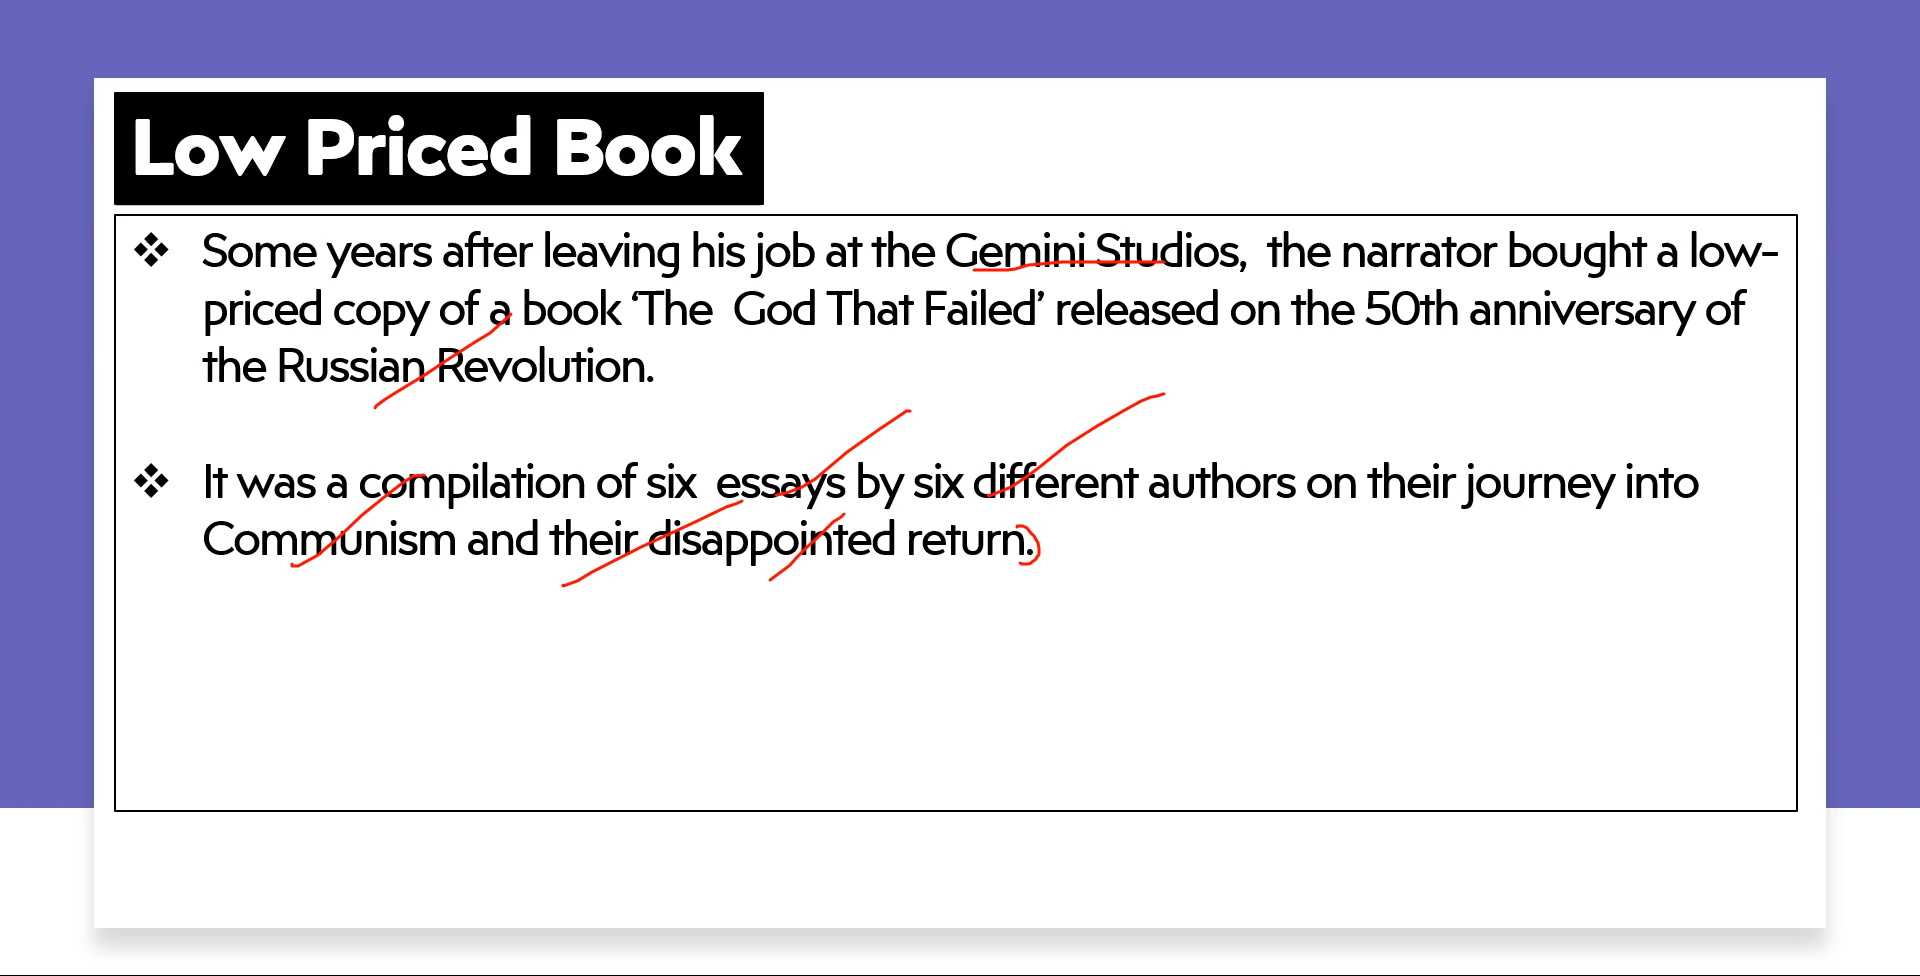 Low Priced Book
❖ Some years after leaving his job at the Gemini Studios,  the narrator bought a low-
priced copy of a book ‘The  God That Failed’ released on the 50th anniversary of
the Russian Revolution.
❖ It was a compilation of six  essays by six different authors on their journey into
Communism and their disappointed return.